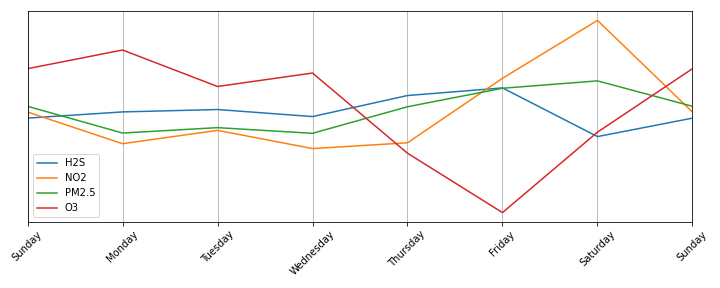 H2S
NO2
PM2.5
O3
Sunday
Monday
Tuesday
Wednesday
Thursday
Friday
Saturday
Sunday